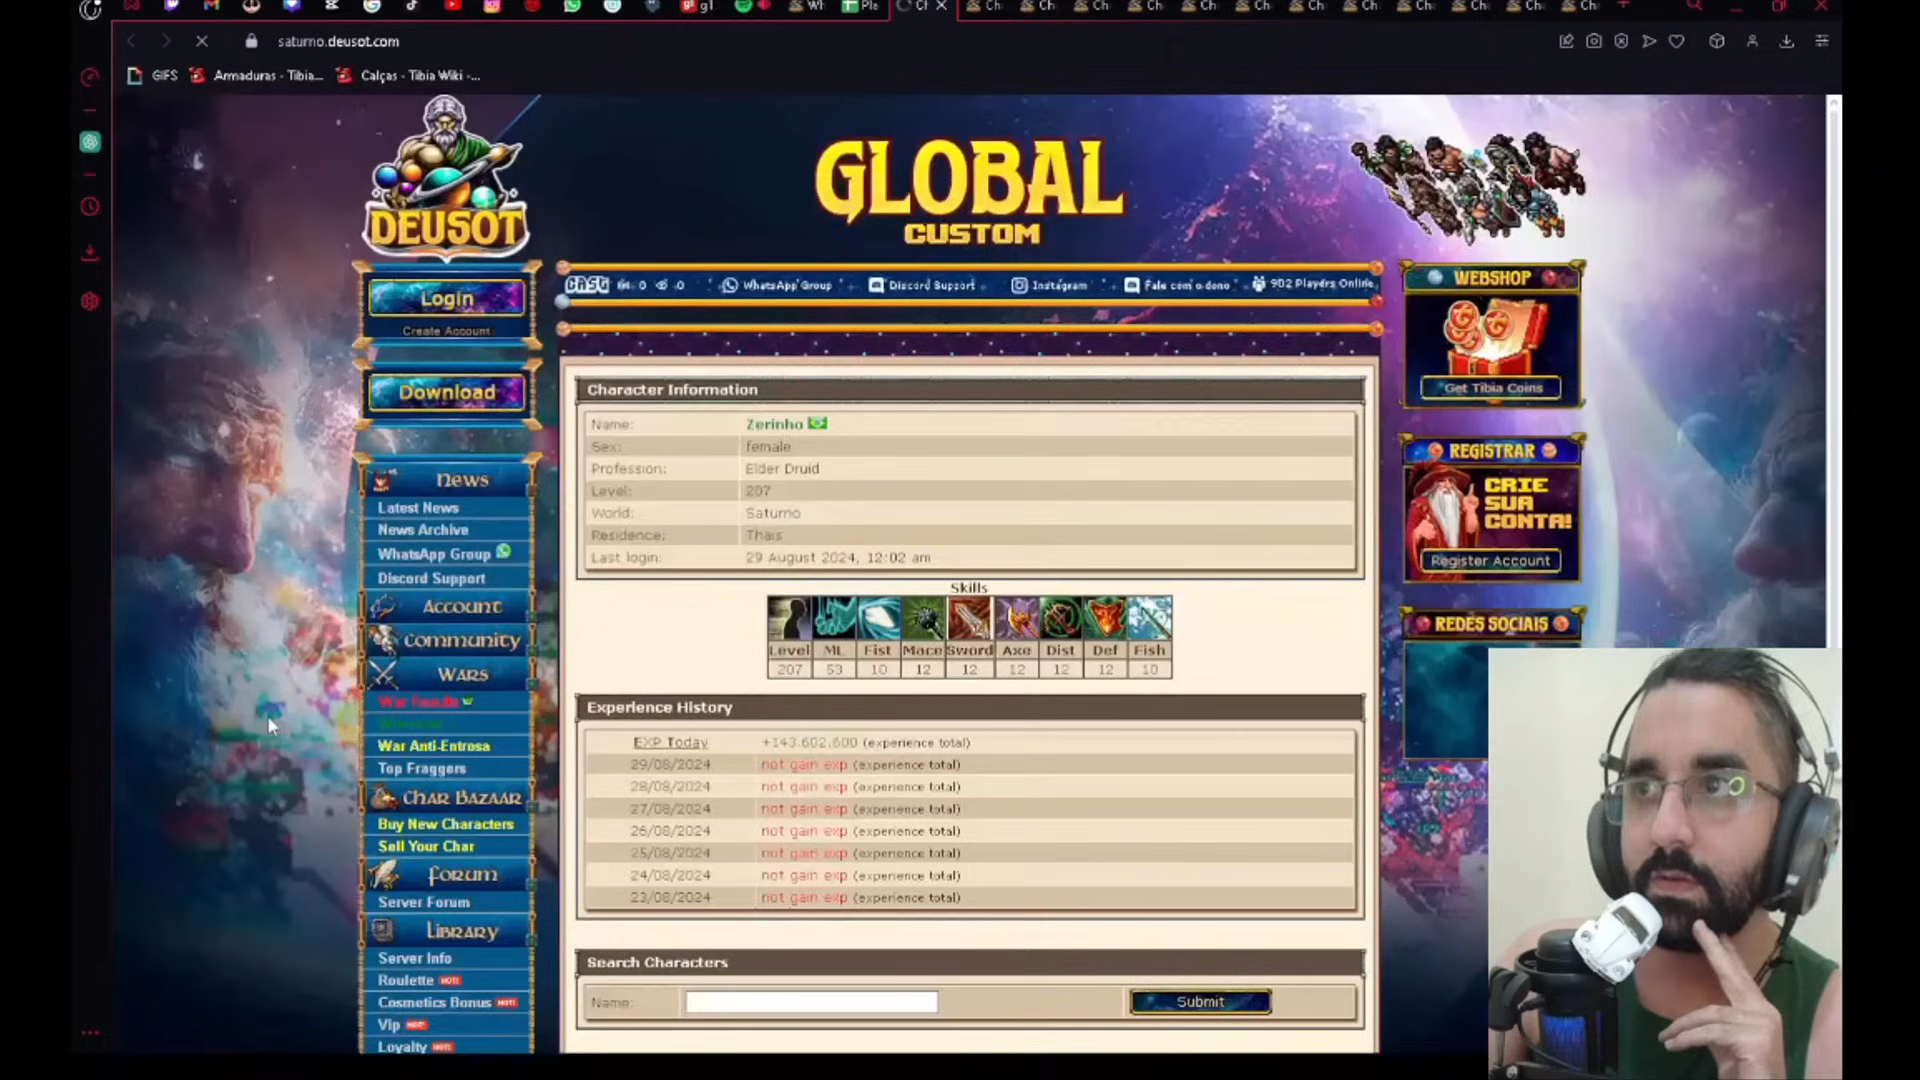 saturno.deusot.com
GIFS Armaduras - Tibia... Calças - Tibia Wiki -...
DEUSOT
GLOBAL
CUSTOM
CAST 0 0 WhatsApp Group Discord Support Instagram Fale com o dono 902 Players Online
Login
Create Account
Download
News
Latest News
News Archive
WhatsApp Group
Discord Support
Account
Community
Wars
War Anti-Entrosa
Top Fraggers
Char Bazaar
Buy New Characters
Sell Your Char
Forum
Server Forum
Library
Server Info
Roulette HOT!
Cosmetics Bonus HOT!
Vip HOT!
Loyalty HOT!
Character Information
Name: Zerinho
Sex: female
Profession: Elder Druid
Level: 207
World: Saturno
Residence: Thais
Last login: 29 August 2024, 12:02 am
Skills
Level ML Fist Mace Sword Axe Dist Def Fish
207 53 10 12 12 12 12 12 10
Experience History
EXP Today +143.602.600 (experience total)
29/08/2024 not gain exp (experience total)
28/08/2024 not gain exp (experience total)
27/08/2024 not gain exp (experience total)
26/08/2024 not gain exp (experience total)
25/08/2024 not gain exp (experience total)
24/08/2024 not gain exp (experience total)
23/08/2024 not gain exp (experience total)
Search Characters
Name: Submit
WEBSHOP
Get Tibia Coins
REGISTRAR
CRIE
SUA
CONTA!
Register Account
REDES SOCIAIS